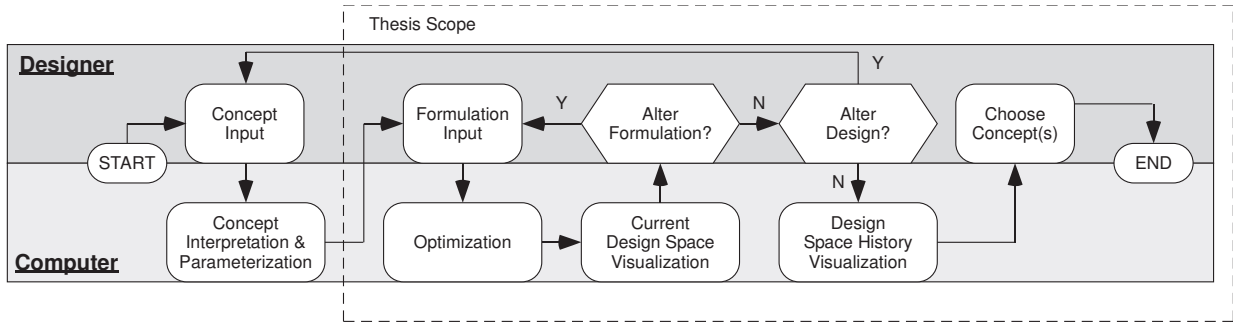 Thesis Scope
Designer
Y
Concept
Input
Formulation
Input
Y
Alter
Formulation?
N
Alter
Design?
Choose
Concept(s)
START
END
N
Concept
Interpretation &
Parameterization
Optimization
Current
Design Space
Visualization
Design
Space History
Visualization
Computer